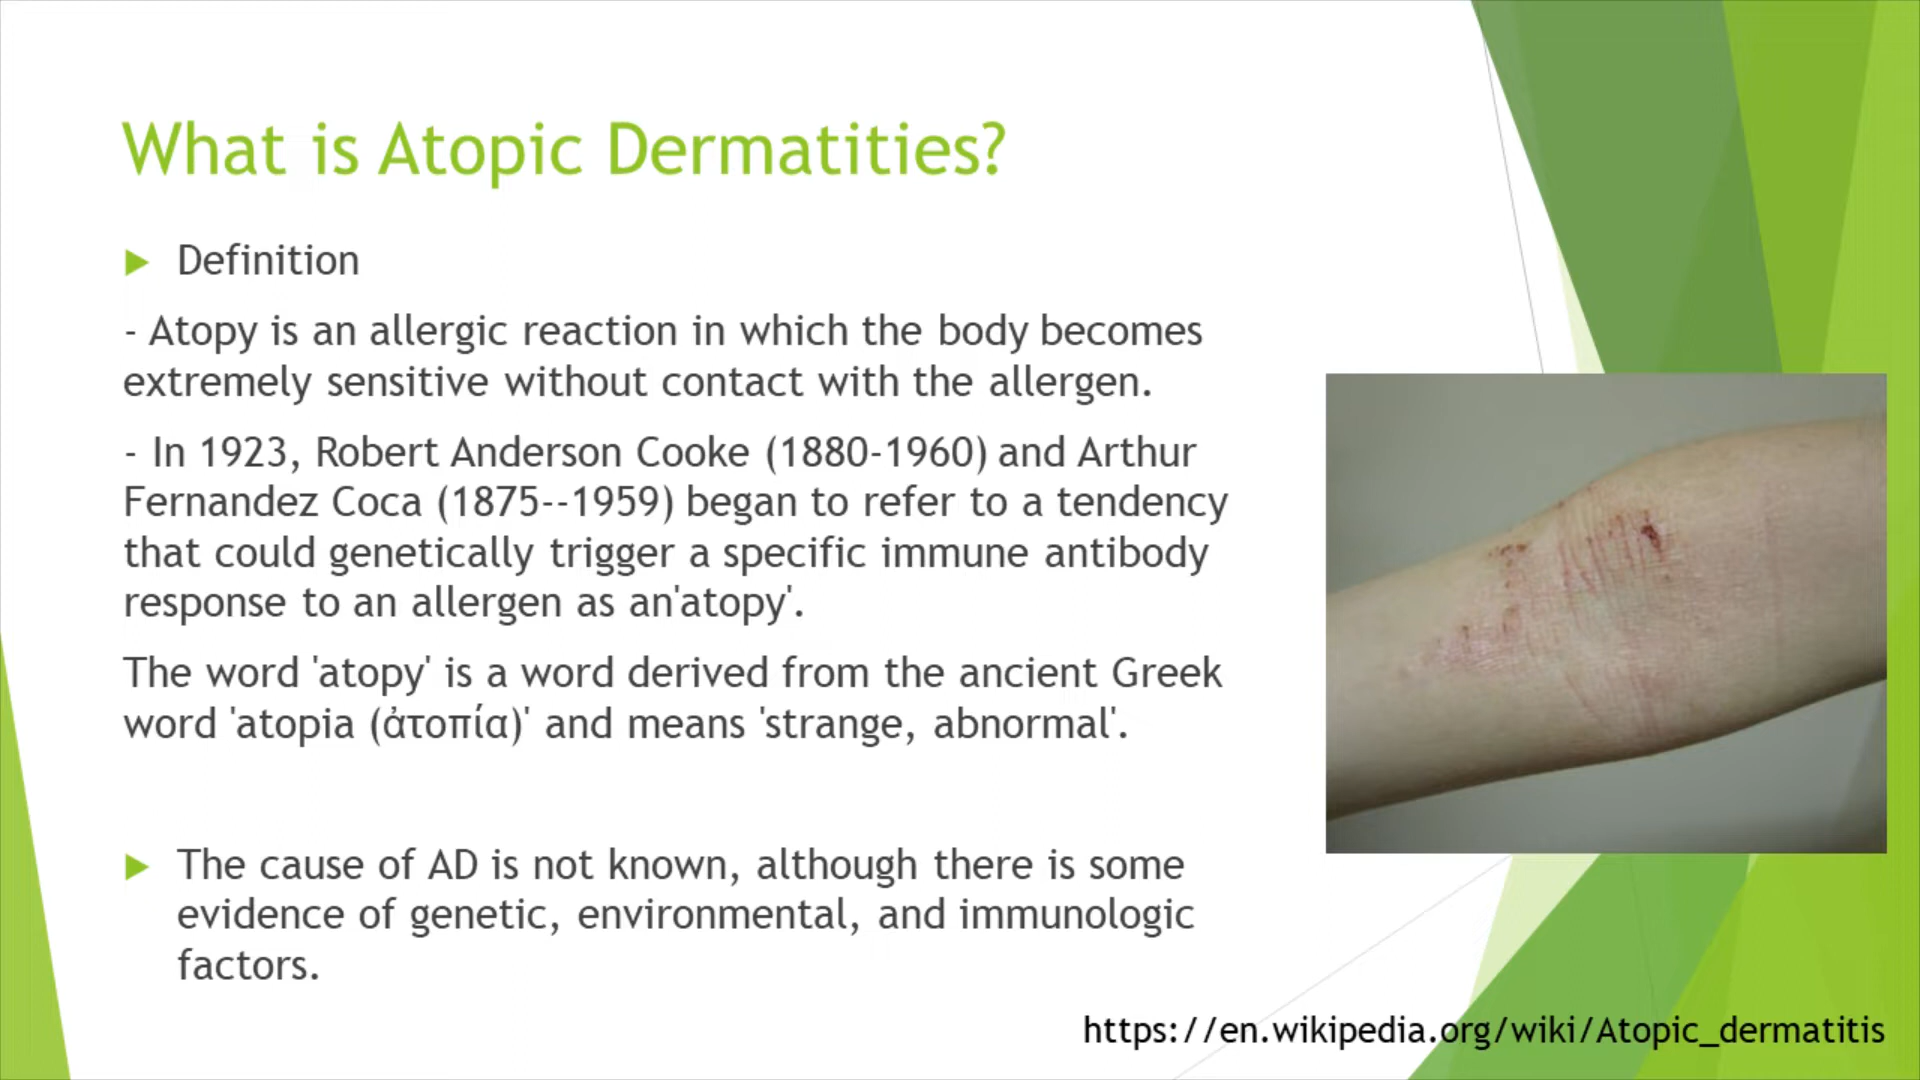 What is Atopic Dermatities?
Definition
- Atopy is an allergic reaction in which the body becomes
extremely sensitive without contact with the allergen.
- In 1923, Robert Anderson Cooke (1880-1960) and Arthur
Fernandez Coca (1875--1959) began to refer to a tendency
that could genetically trigger a specific immune antibody
response to an allergen as an'atopy'.
The word 'atopy' is a word derived from the ancient Greek
word 'atopia (ἀτοπία)' and means 'strange, abnormal'.
The cause of AD is not known, although there is some
evidence of genetic, environmental, and immunologic
factors.
https://en.wikipedia.org/wiki/Atopic_dermatitis